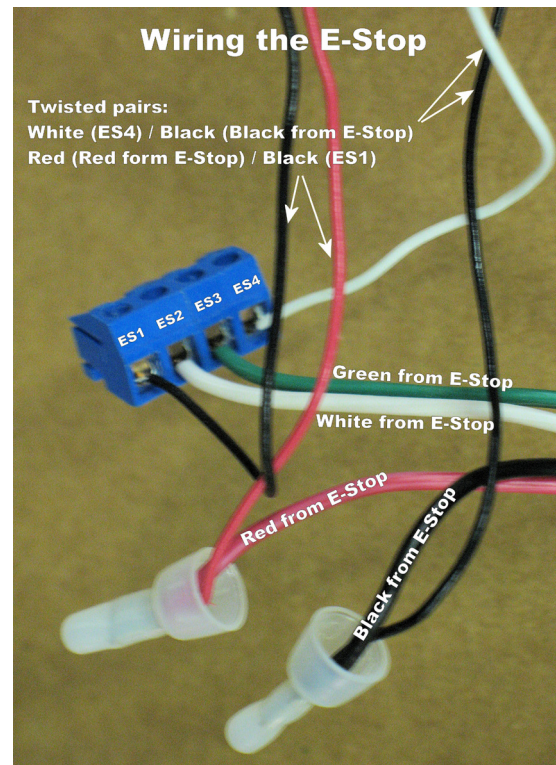 Wiring the E-Stop
Twisted pairs:
White (ES4) / Black (Black from E-Stop)
Red (Red form E-Stop) / Black (ES1)
ES1 ES2 ES3 ES4
Green from E-Stop
White from E-Stop
Red from E-Stop
Black from E-Stop